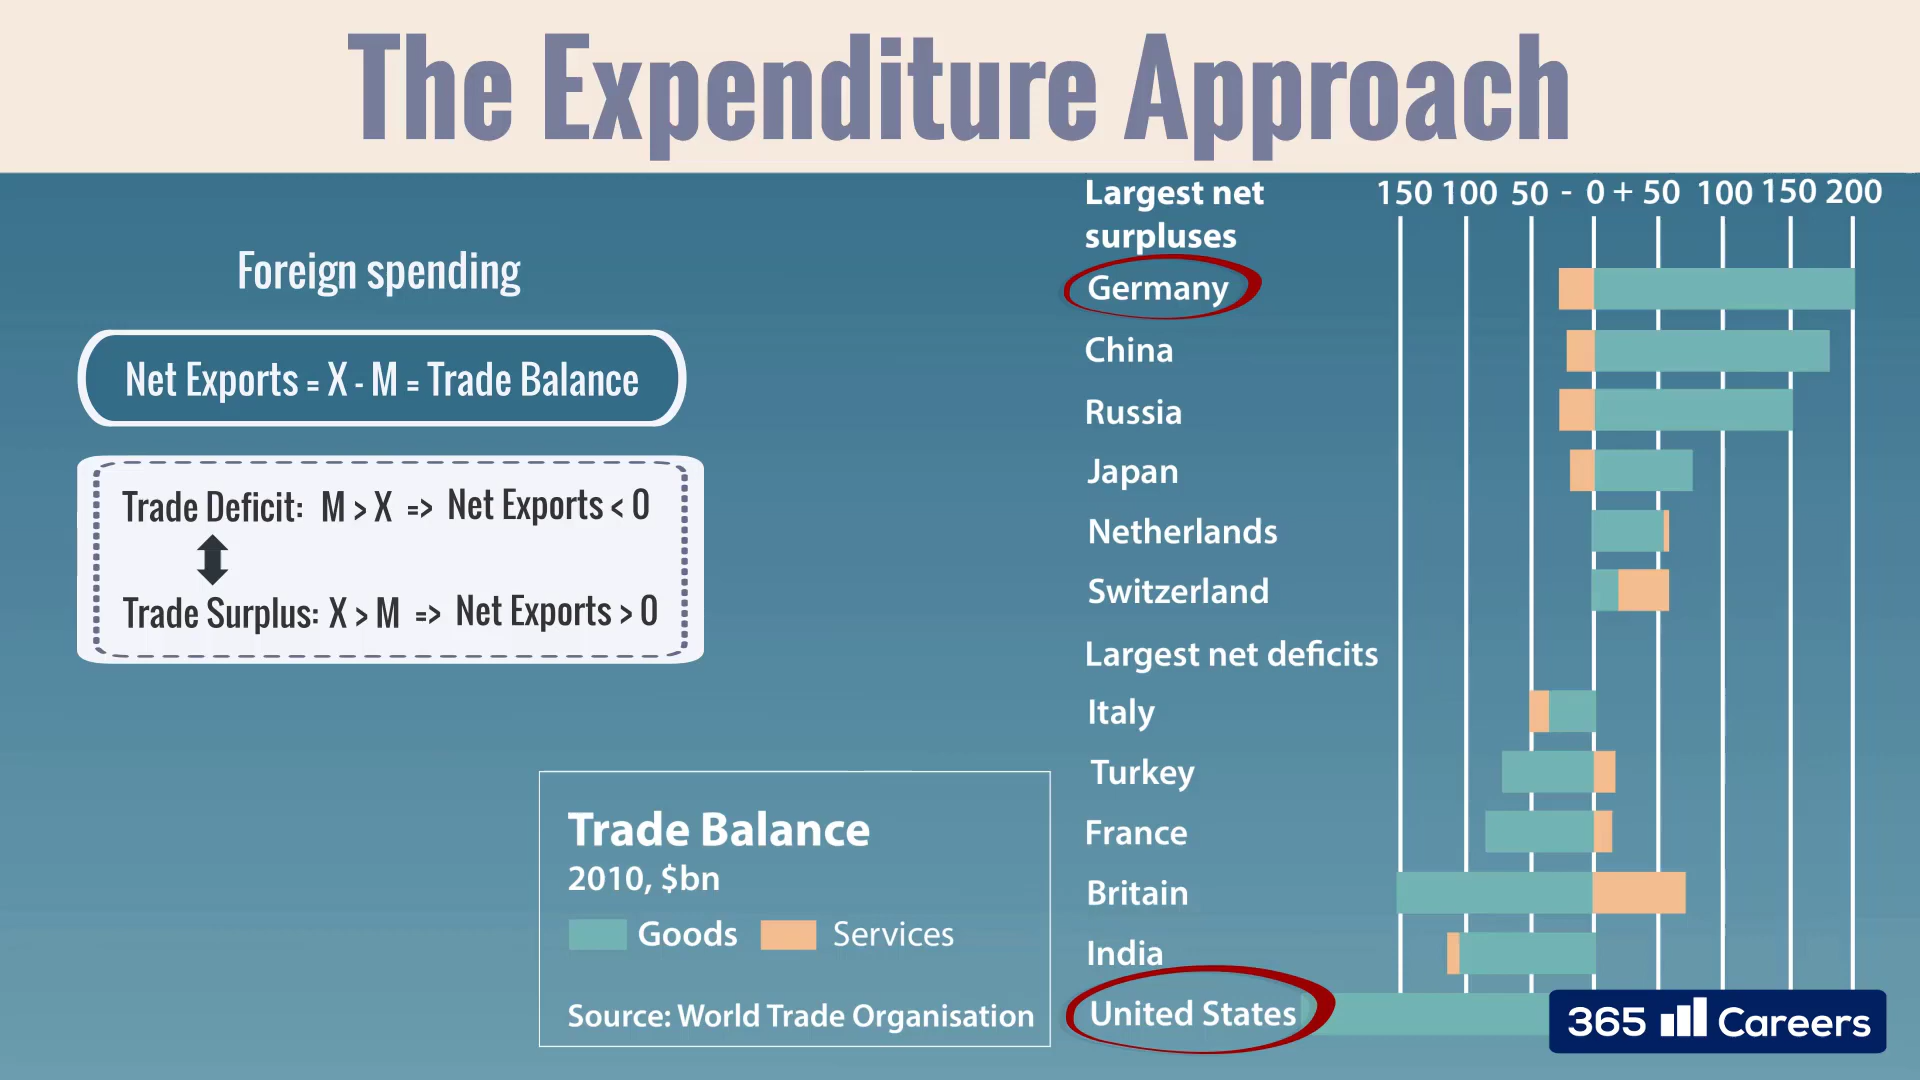 The Expenditure Approach
Foreign spending
Net Exports = X - M = Trade Balance
Trade Deficit: M > X => Net Exports < 0
Trade Surplus: X > M => Net Exports > 0
Trade Balance
2010, $bn
Goods Services
Source: World Trade Organisation
Largest net
surpluses
150 100 50 - 0 + 50 100 150 200
Germany
China
Russia
Japan
Netherlands
Switzerland
Largest net deficits
Italy
Turkey
France
Britain
India
United States
365 Careers